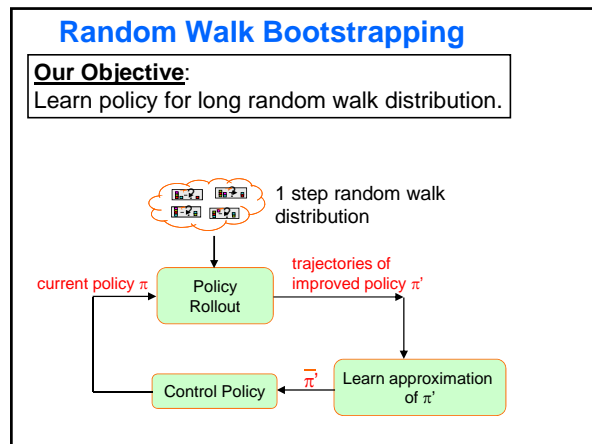 Random Walk Bootstrapping
Our Objective:
Learn policy for long random walk distribution.
1 step random walk
distribution
current policy π
Policy
Rollout
trajectories of
improved policy π’
Control Policy
π̅’
Learn approximation
of π’